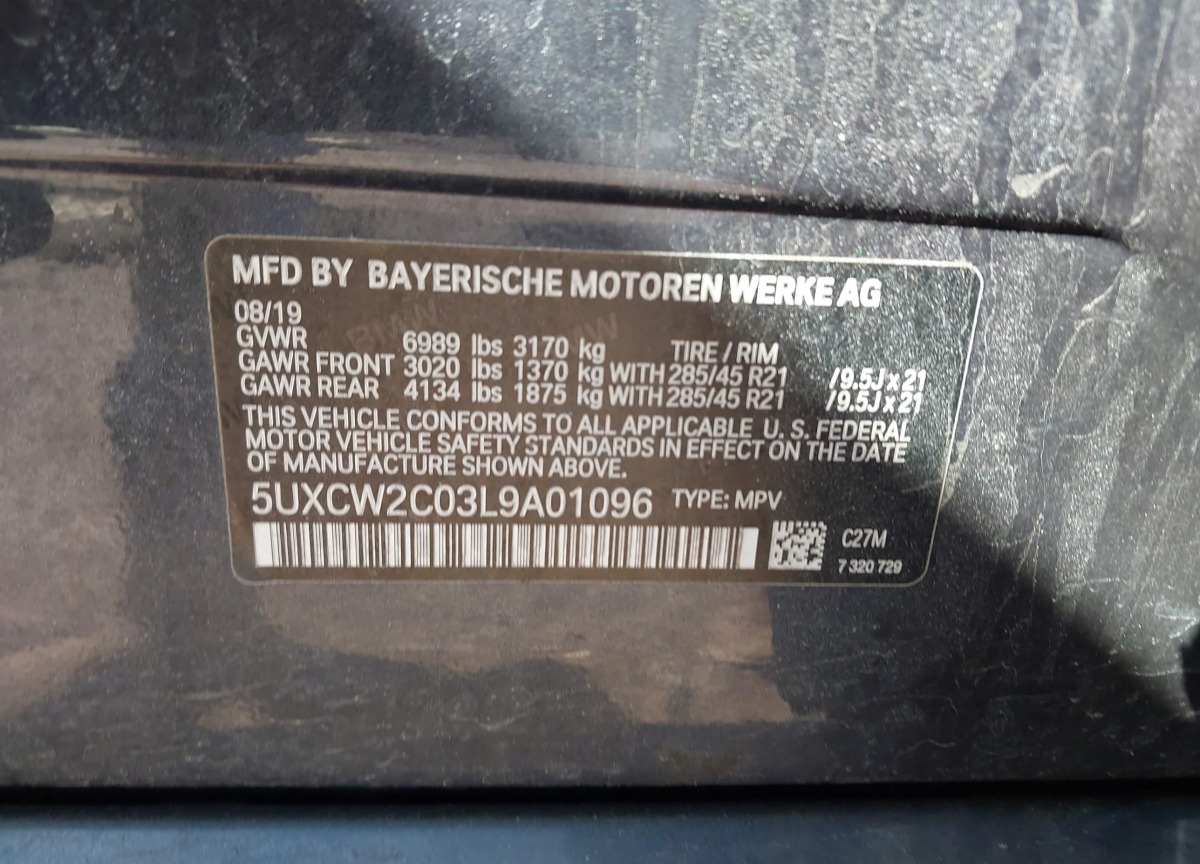 MFD BY BAYERISCHE MOTOREN WERKE AG
08/19
GVWR 6989 lbs 3170 kg TIRE / RIM
GAWR FRONT 3020 lbs 1370 kg WITH 285/45 R21 /9.5J x 21
GAWR REAR 4134 lbs 1875 kg WITH 285/45 R21 /9.5J x 21
THIS VEHICLE CONFORMS TO ALL APPLICABLE U. S. FEDERAL
MOTOR VEHICLE SAFETY STANDARDS IN EFFECT ON THE DATE
OF MANUFACTURE SHOWN ABOVE.
5UXCW2C03L9A01096 TYPE: MPV
C27M
7 320 729